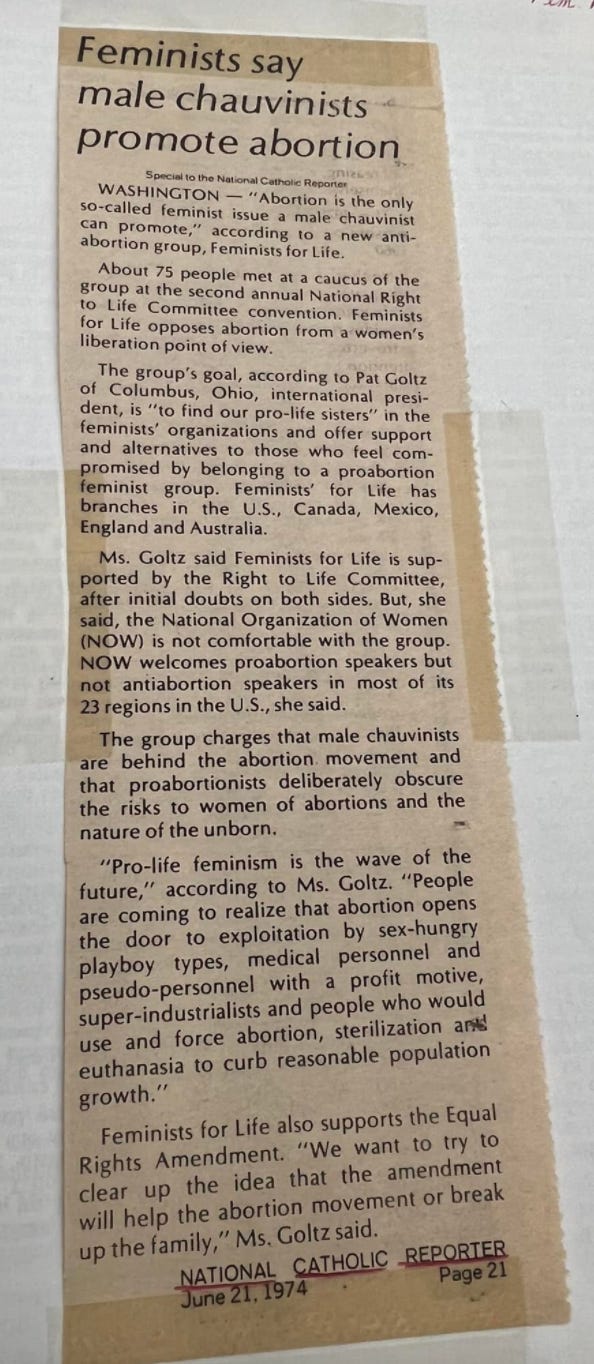 Feminists say
male chauvinists
promote abortion
Special to the National Catholic Reporter
WASHINGTON — "Abortion is the only
so-called feminist issue a male chauvinist
can promote," according to a new anti-
abortion group, Feminists for Life.
About 75 people met at a caucus of the
group at the second annual National Right
to Life Committee convention. Feminists
for Life opposes abortion from a women's
liberation point of view.
The group's goal, according to Pat Goltz
of Columbus, Ohio, international presi-
dent, is "to find our pro-life sisters" in the
feminists' organizations and offer support
and alternatives to those who feel com-
promised by belonging to a proabortion
feminist group. Feminists' for Life has
branches in the U.S., Canada, Mexico,
England and Australia.
Ms. Goltz said Feminists for Life is sup-
ported by the Right to Life Committee,
after initial doubts on both sides. But, she
said, the National Organization of Women
(NOW) is not comfortable with the group.
NOW welcomes proabortion speakers but
not antiabortion speakers in most of its
23 regions in the U.S., she said.
The group charges that male chauvinists
are behind the abortion movement and
that proabortionists deliberately obscure
the risks to women of abortions and the
nature of the unborn.
"Pro-life feminism is the wave of the
future," according to Ms. Goltz. "People
are coming to realize that abortion opens
the door to exploitation by sex-hungry
playboy types, medical personnel and
pseudo-personnel with a profit motive,
super-industrialists and people who would
use and force abortion, sterilization and
euthanasia to curb reasonable population
growth."
Feminists for Life also supports the Equal
Rights Amendment. "We want to try to
clear up the idea that the amendment
will help the abortion movement or break
up the family," Ms. Goltz said.
NATIONAL CATHOLIC REPORTER
June 21, 1974 Page 21